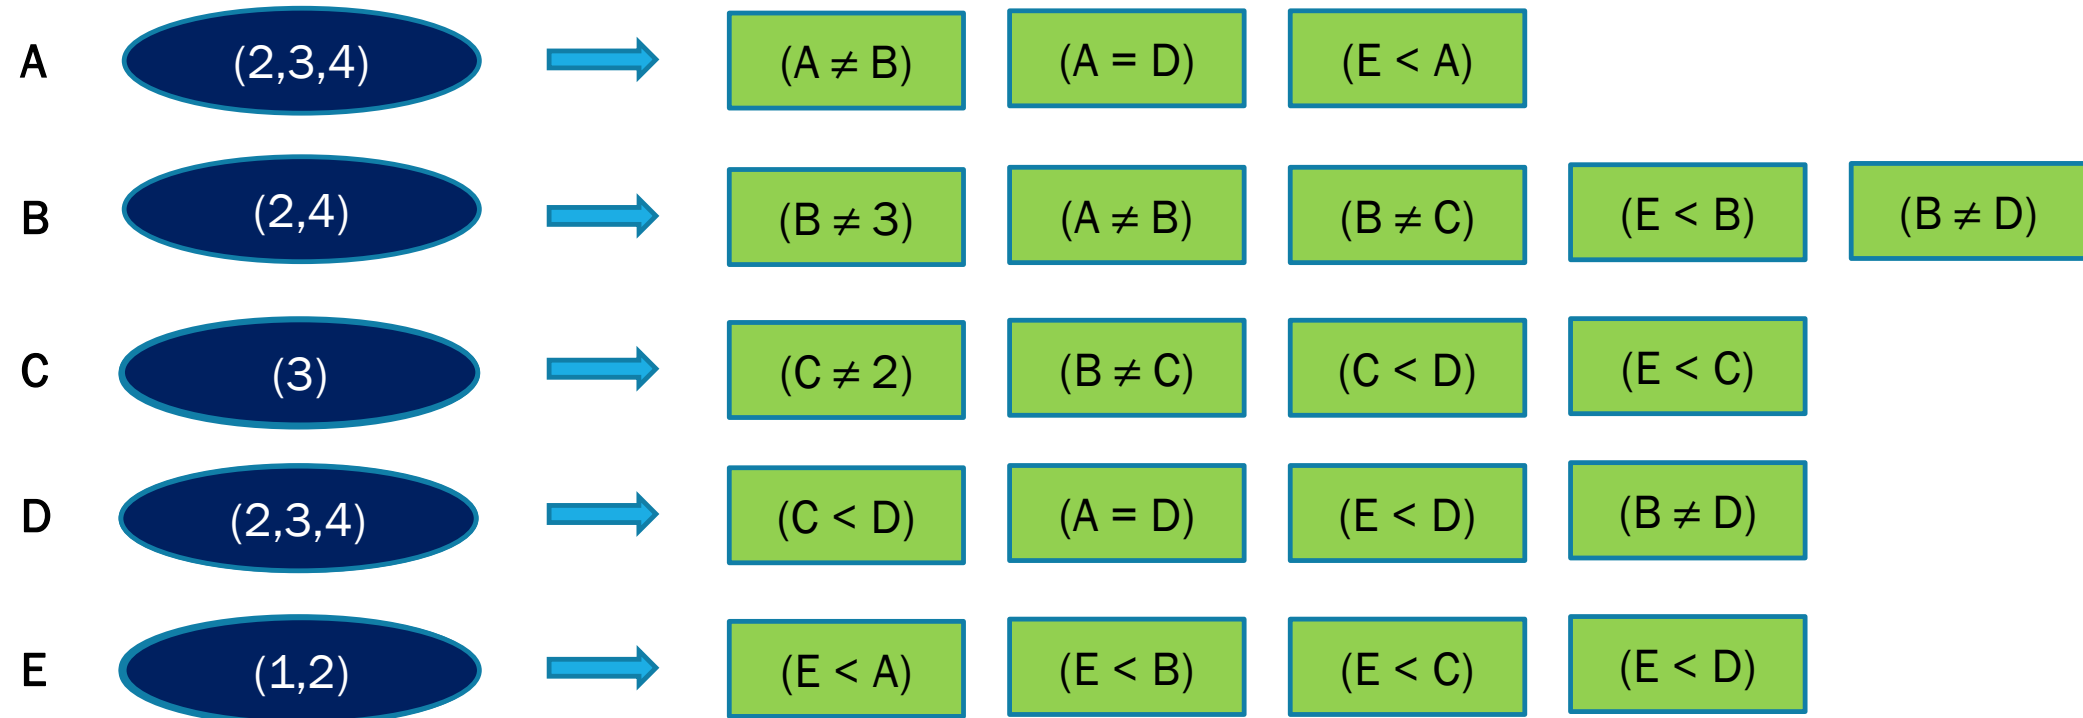 A (2,3,4) (A ≠ B) (A = D) (E < A)
B (2,4) (B ≠ 3) (A ≠ B) (B ≠ C) (E < B) (B ≠ D)
C (3) (C ≠ 2) (B ≠ C) (C < D) (E < C)
D (2,3,4) (C < D) (A = D) (E < D) (B ≠ D)
E (1,2) (E < A) (E < B) (E < C) (E < D)